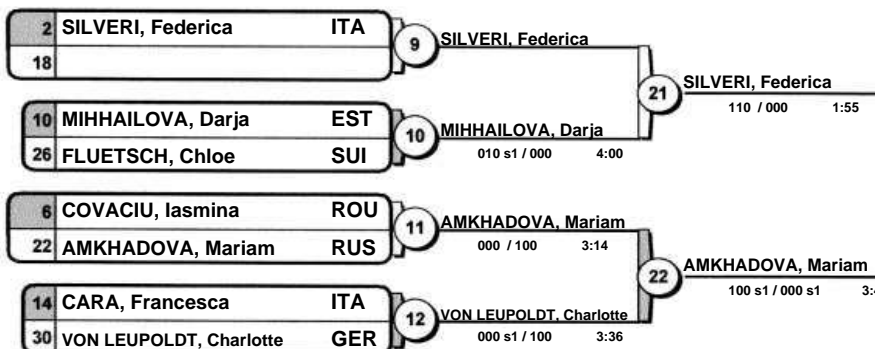 2 SILVERI, Federica ITA
18
9 SILVERI, Federica
10 MIHHAILOVA, Darja EST
26 FLUETSCH, Chloe SUI
10 MIHHAILOVA, Darja
010 s1 / 000 4:00
21 SILVERI, Federica
110 / 000 1:55
6 COVACIU, Iasmina ROU
22 AMKHADOVA, Mariam RUS
11 AMKHADOVA, Mariam
000 / 100 3:14
14 CARA, Francesca ITA
30 VON LEUPOLDT, Charlotte GER
12 VON LEUPOLDT, Charlotte
000 s1 / 100 3:36
22 AMKHADOVA, Mariam
100 s1 / 000 s1